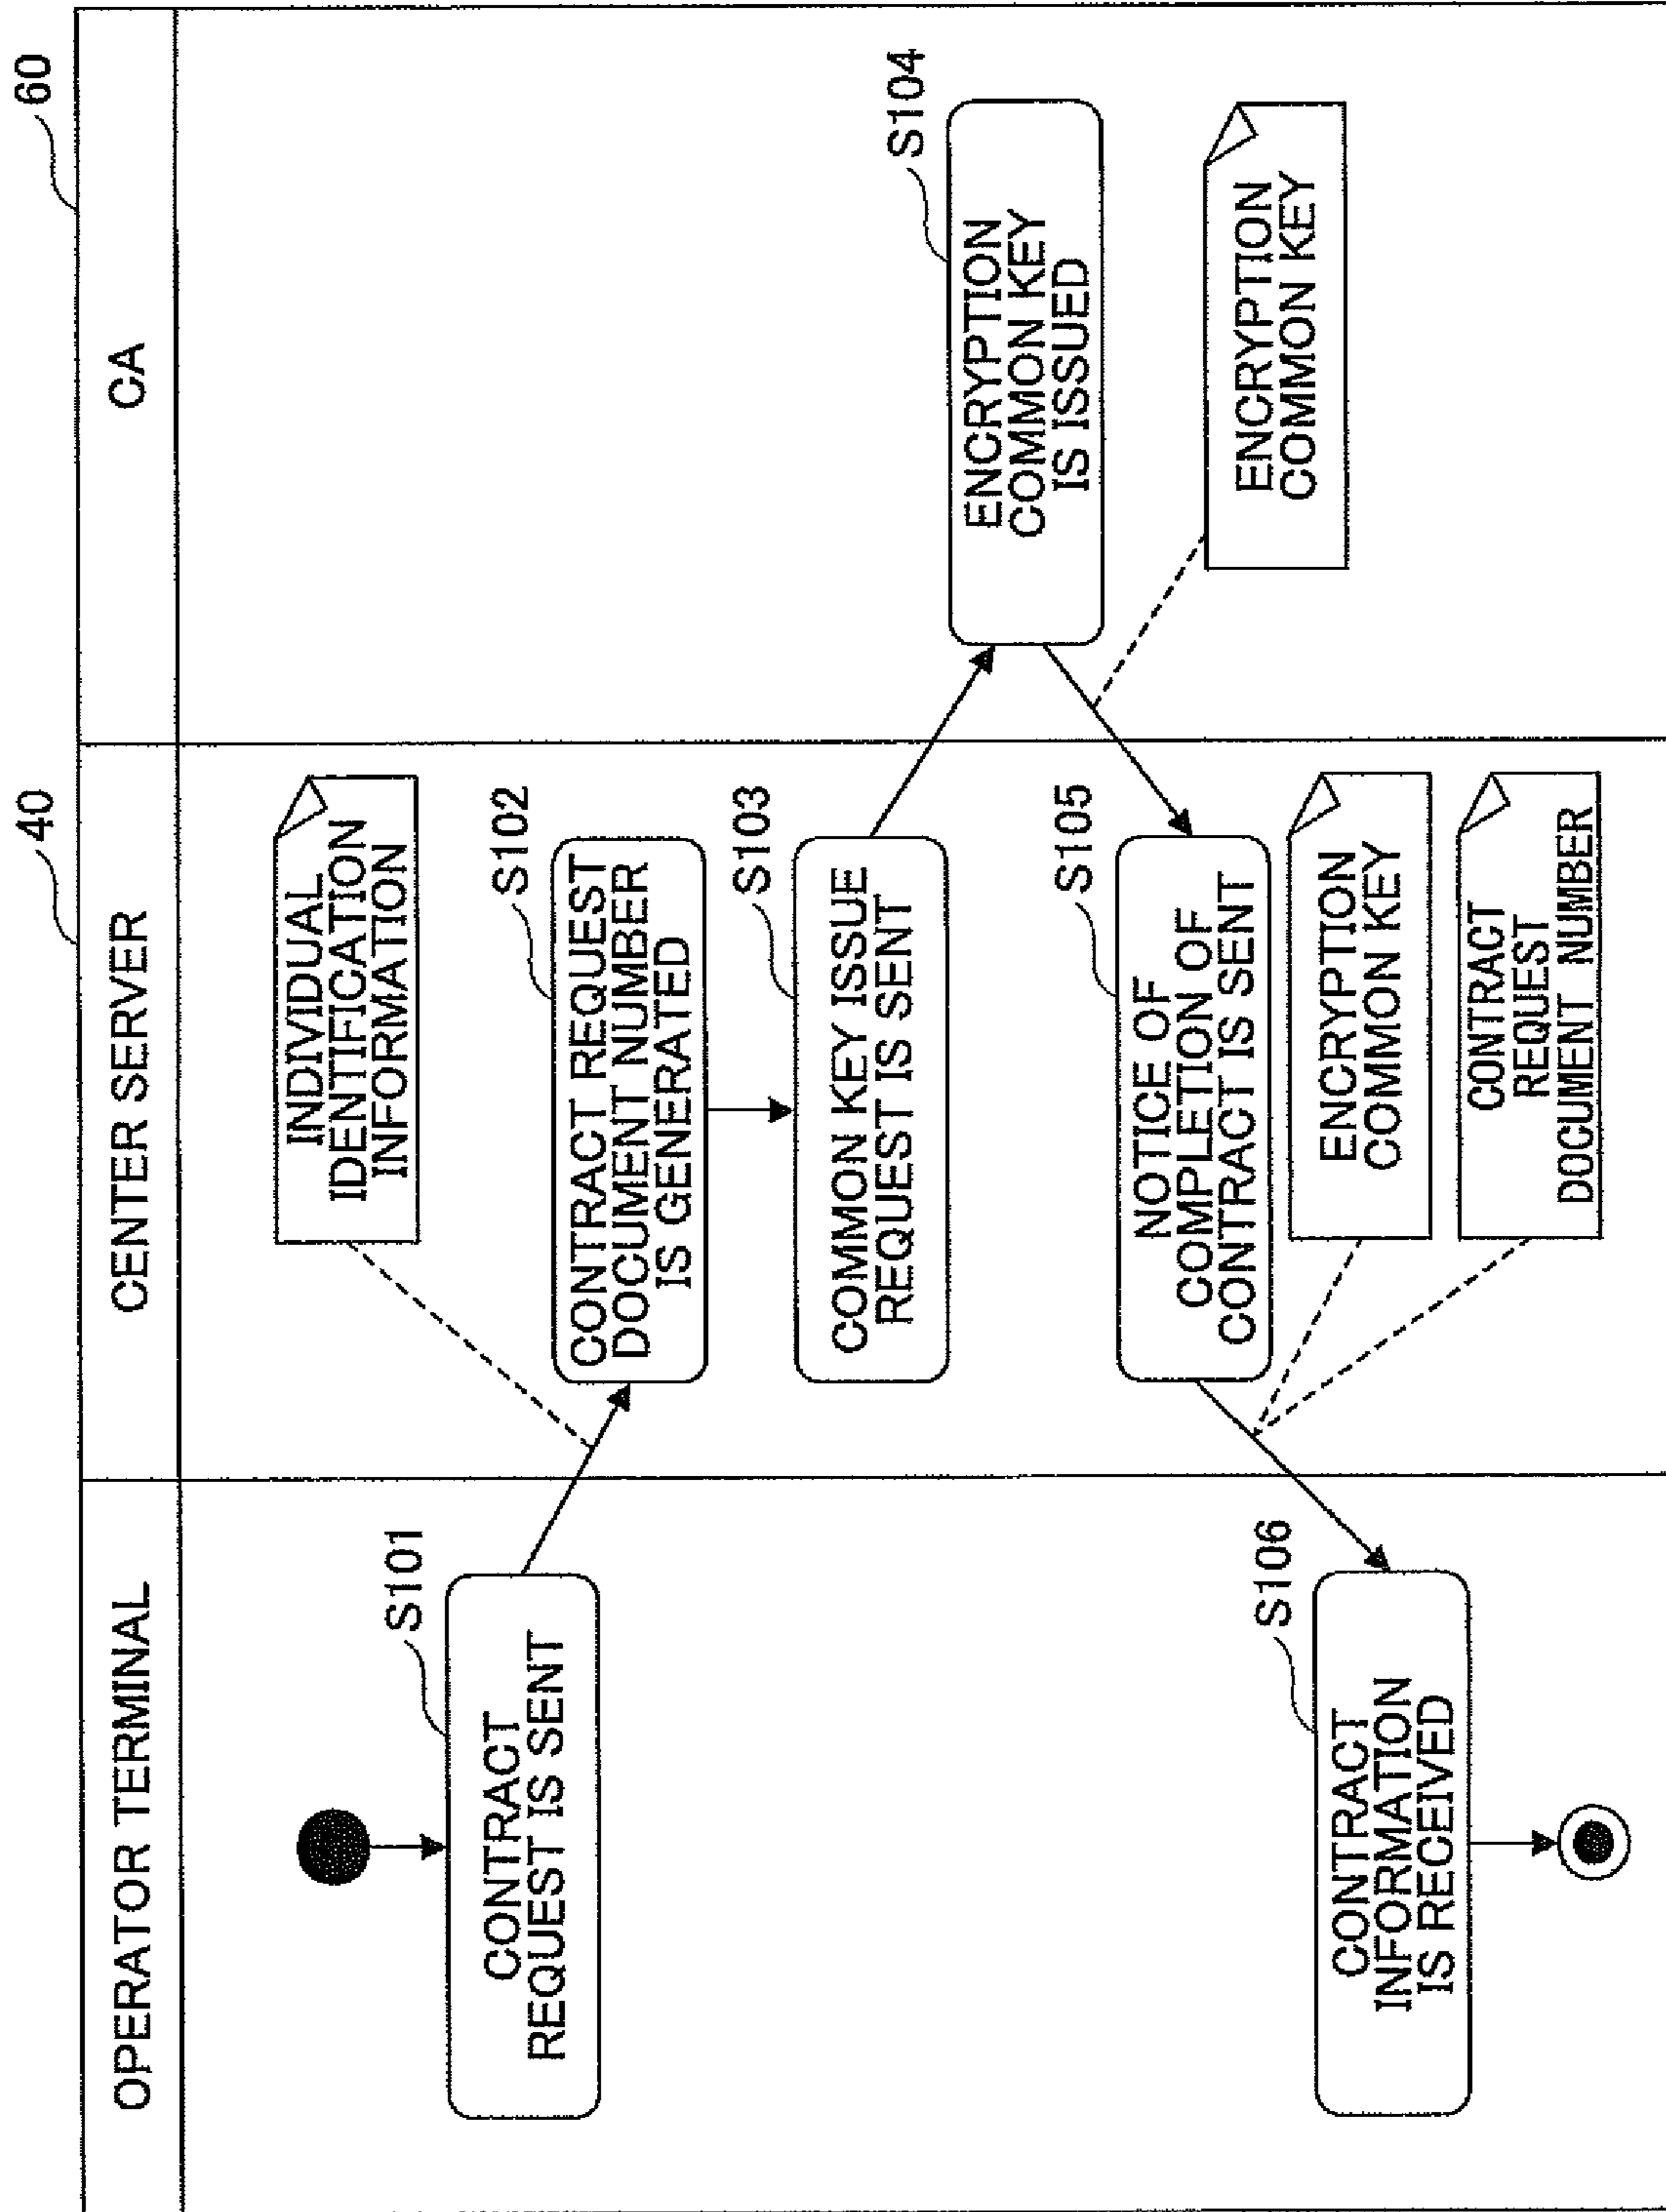 40
60
OPERATOR TERMINAL
CENTER SERVER
CA
INDIVIDUAL
IDENTIFICATION
INFORMATION
S101
CONTRACT
REQUEST IS SENT
S102
CONTRACT REQUEST
DOCUMENT NUMBER
IS GENERATED
S103
COMMON KEY ISSUE
REQUEST IS SENT
S104
ENCRYPTION
COMMON KEY
IS ISSUED
ENCRYPTION
COMMON KEY
S105
NOTICE OF
COMPLETION OF
CONTRACT IS SENT
ENCRYPTION
COMMON KEY
CONTRACT
REQUEST
DOCUMENT NUMBER
S106
CONTRACT
INFORMATION
IS RECEIVED